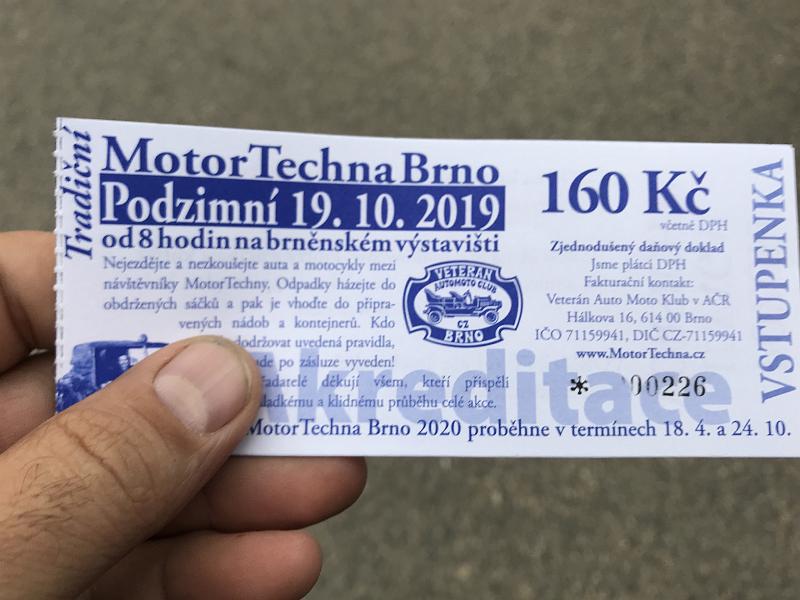 Tradiční
MotorTechna Brno
Podzimní 19. 10. 2019
od 8 hodin na brněnském výstavišti
Nejezděte a nezkoušejte auta a motocykly mezi
návštěvníky MotorTechny. Odpadky házejte do
obdržených sáčků a pak je vhoďte do připra-
vených nádob a kontejnerů. Kdo
dodržovat uvedená pravidla,
po zásluze vyveden!
děkují všem, kteří přispěli
a klidnému průběhu celé akce.
MotorTechna Brno 2020 proběhne v termínech 18. 4. a 24. 10.
VETERAN
AUTOMOTO CLUB
CZ
BRNO
160 Kč
včetně DPH
Zjednodušený daňový doklad
Jsme plátci DPH
Fakturační kontakt:
Veterán Auto Moto Klub v AČR
Hálkova 16, 614 00 Brno
IČO 71159941, DIČ CZ-71159941
www.MotorTechna.cz
* 00226
VSTUPENKA